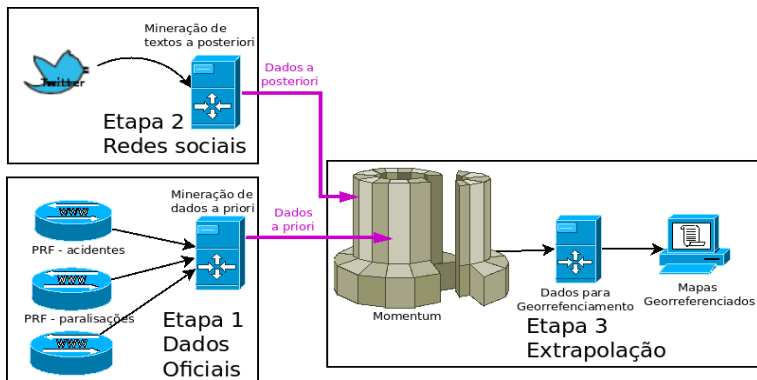 Mineração de
textos a posteriori
Twitter
Etapa 2
Redes sociais
Dados a
posteriori
Mineração de
dados a priori
WWW
PRF - acidentes
WWW
PRF - paralisações
WWW
Etapa 1
Dados
Oficiais
Dados
a priori
Momentum
Dados para
Georrefenciamento
Mapas
Georreferenciados
Etapa 3
Extrapolação